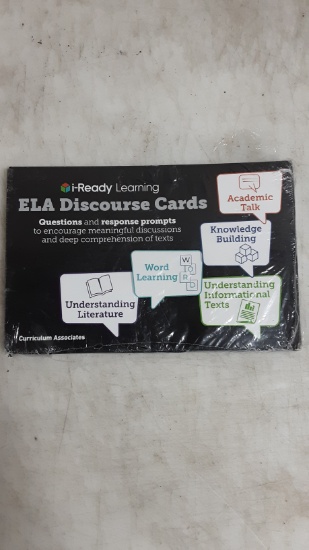 i-Ready Learning
ELA Discourse Cards
Questions and response prompts
to encourage meaningful discussions
and deep comprehension of texts
Academic
Talk
Knowledge
Building
Word
Learning
W
TO
R
D
Understanding
Informational
Texts
Understanding
Literature
Curriculum Associates